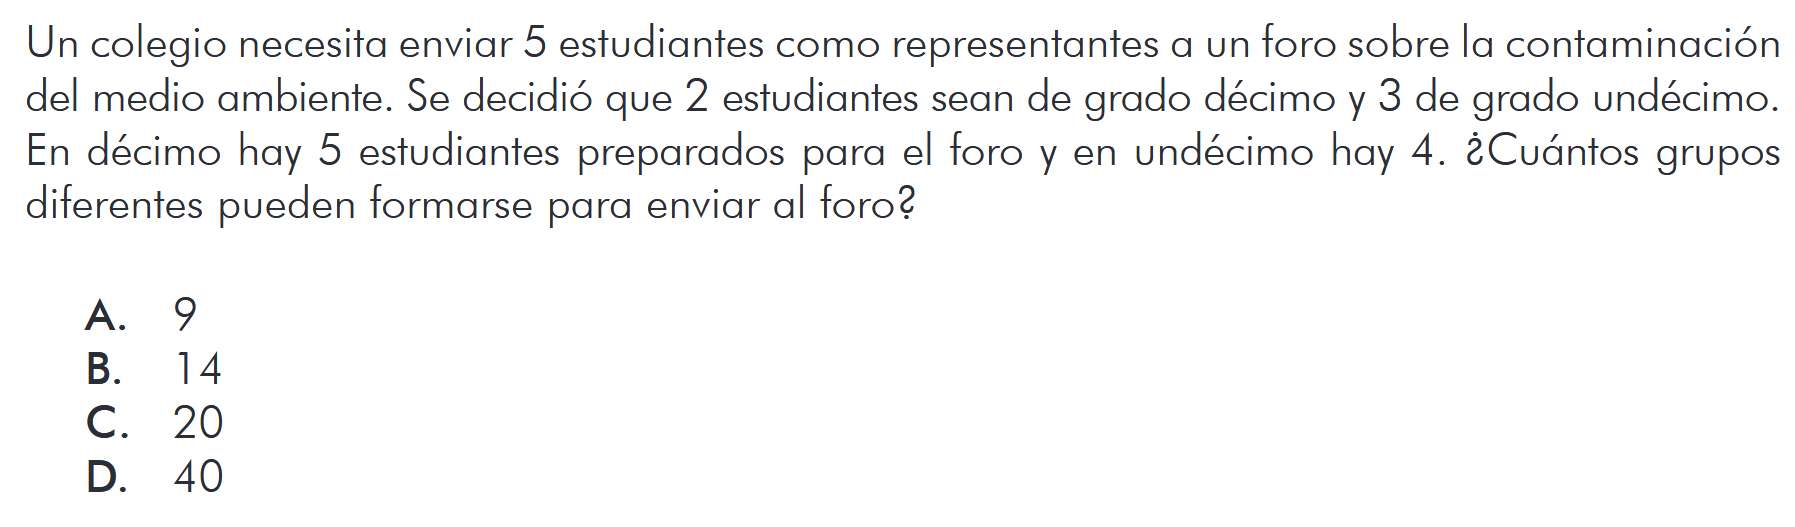 Un colegio necesita enviar 5 estudiantes como representantes a un foro sobre la contaminación
del medio ambiente. Se decidió que 2 estudiantes sean de grado décimo y 3 de grado undécimo.
En décimo hay 5 estudiantes preparados para el foro y en undécimo hay 4. ¿Cuántos grupos
diferentes pueden formarse para enviar al foro?
A. 9
B. 14
C. 20
D. 40